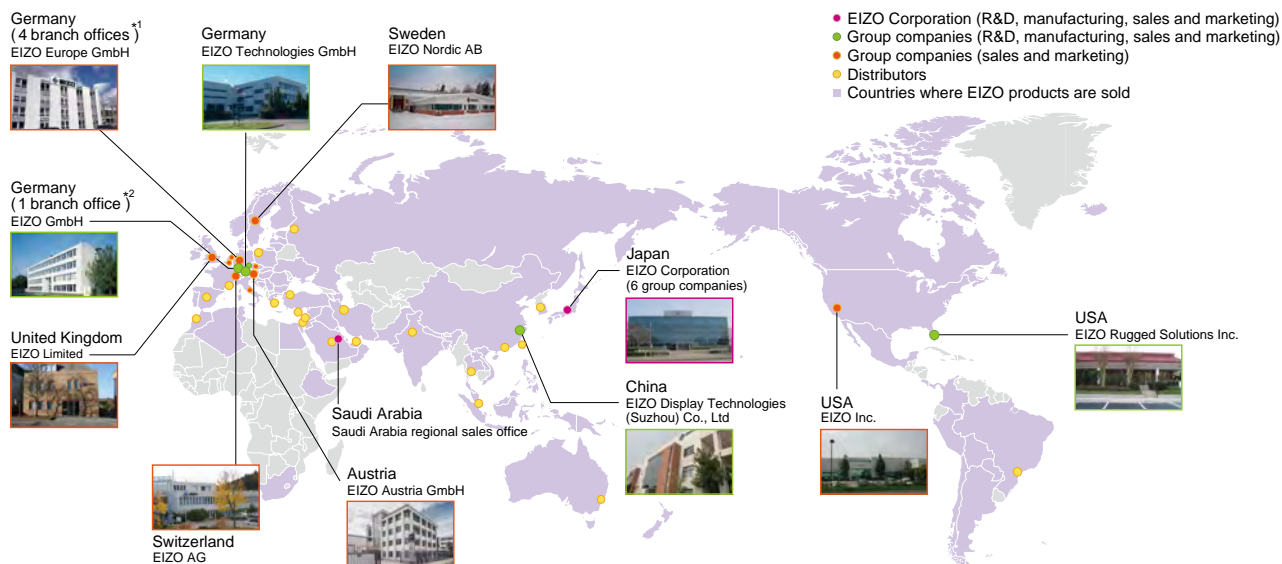 Germany
( 4 branch offices )*1
EIZO Europe GmbH
Germany
EIZO Technologies GmbH
Sweden
EIZO Nordic AB
EIZO Corporation (R&D, manufacturing, sales and marketing)
Group companies (R&D, manufacturing, sales and marketing)
Group companies (sales and marketing)
Distributors
Countries where EIZO products are sold
Germany
( 1 branch office )*2
EIZO GmbH
United Kingdom
EIZO Limited
Switzerland
EIZO AG
Saudi Arabia
Saudi Arabia regional sales office
Austria
EIZO Austria GmbH
Japan
EIZO Corporation
(6 group companies)
China
EIZO Display Technologies
(Suzhou) Co., Ltd
USA
EIZO Inc.
USA
EIZO Rugged Solutions Inc.